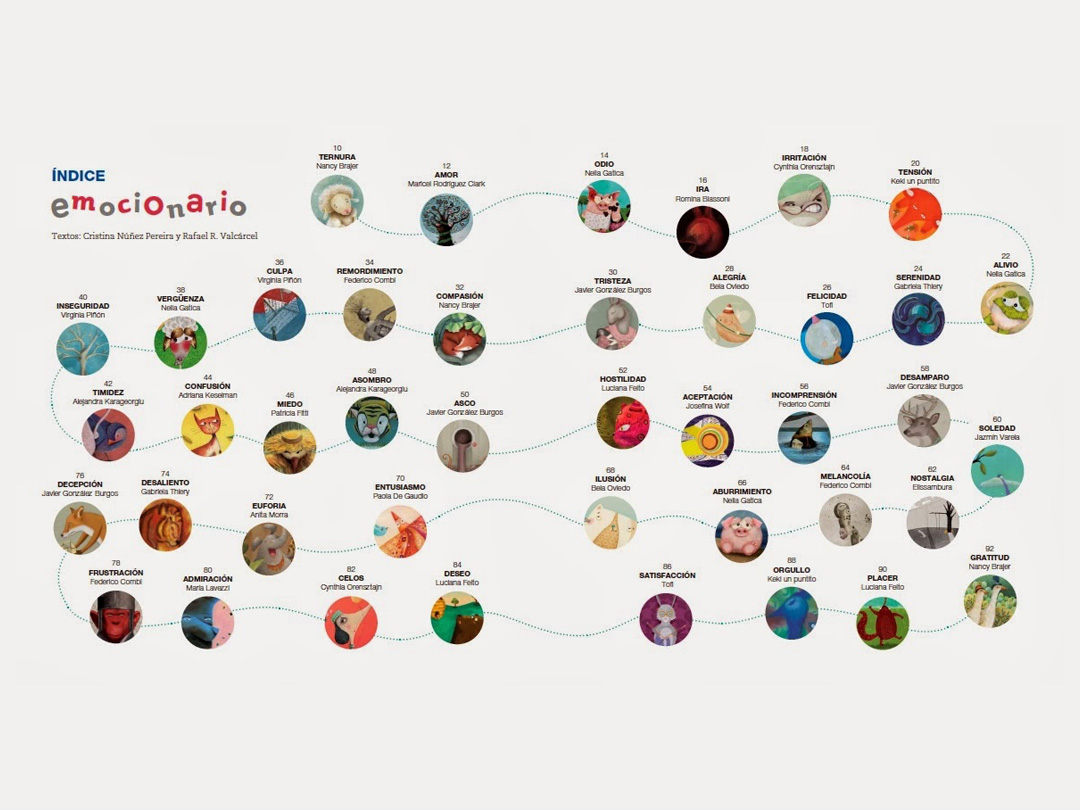 ÍNDICE
emocionario
Textos: Cristina Núñez Pereira y Rafael R. Valcárcel
10
TERNURA
Nancy Brajer
12
AMOR
Maricel Rodríguez Clark
14
ODIO
Nella Gatica
16
IRA
Romina Biassoni
18
IRRITACIÓN
Cynthia Orensztajn
20
TENSIÓN
Keki un puntito
22
ALIVIO
Nella Gatica
24
SERENIDAD
Gabriela Thiery
26
FELICIDAD
Tofi
28
ALEGRÍA
Bela Oviedo
30
TRISTEZA
Javier González Burgos
32
COMPASIÓN
Nancy Brajer
34
REMORDIMIENTO
Federico Combi
36
CULPA
Virginia Piñón
38
VERGÜENZA
Nella Gatica
40
INSEGURIDAD
Virginia Piñón
42
TIMIDEZ
Alejandra Karageorgiu
44
CONFUSIÓN
Adriana Keselman
46
MIEDO
Patricia Fitti
48
ASOMBRO
Alejandra Karageorgiu
50
ASCO
Javier González Burgos
52
HOSTILIDAD
Luciana Feito
54
ACEPTACIÓN
Josefina Wolf
56
INCOMPRENSIÓN
Federico Combi
58
DESAMPARO
Javier González Burgos
60
SOLEDAD
Jazmín Varela
62
NOSTALGIA
Elissambura
64
MELANCOLÍA
Federico Combi
66
ABURRIMIENTO
Nella Gatica
68
ILUSIÓN
Bela Oviedo
70
ENTUSIASMO
Paola De Gaudio
72
EUFORIA
Anita Morra
74
DESALIENTO
Gabriela Thiery
76
DECEPCIÓN
Javier González Burgos
78
FRUSTRACIÓN
Federico Combi
80
ADMIRACIÓN
María Lavezzi
82
CELOS
Cynthia Orensztajn
84
DESEO
Luciana Feito
86
SATISFACCIÓN
Tofi
88
ORGULLO
Keki un puntito
90
PLACER
Luciana Feito
92
GRATITUD
Nancy Brajer